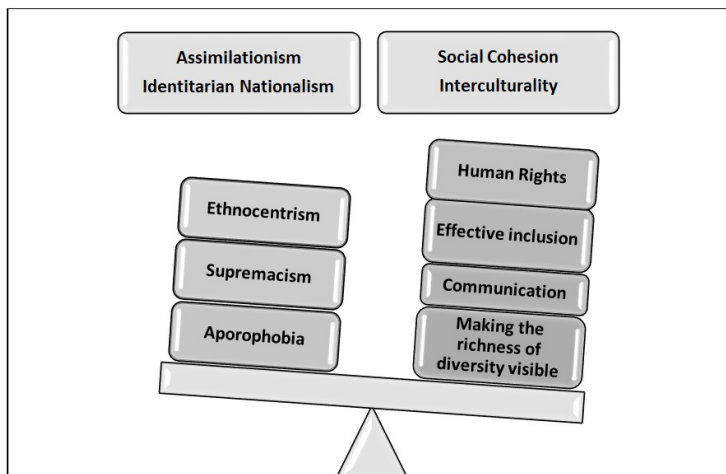 Assimilationism
Identitarian Nationalism
Social Cohesion
Interculturality
Ethnocentrism
Supremacism
Aporophobia
Human Rights
Effective inclusion
Communication
Making the
richness of
diversity visible